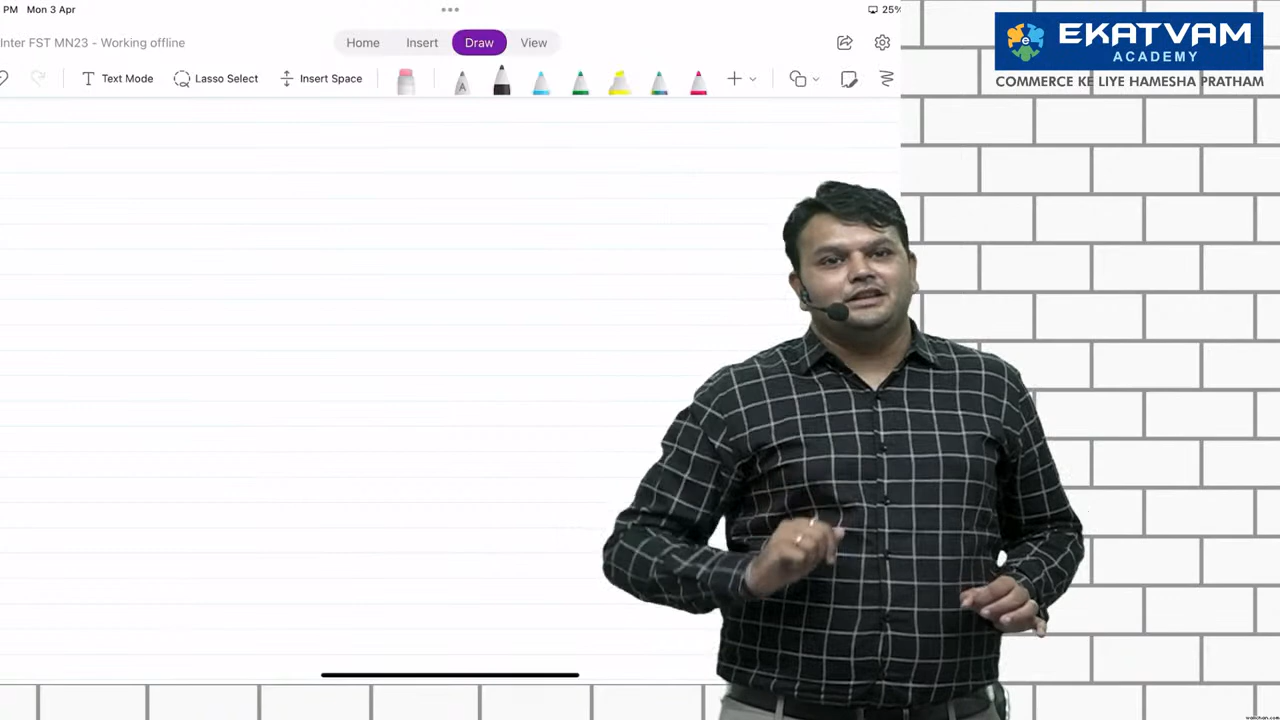 PM Mon 3 Apr
25%
Inter FST MN23 - Working offline
Home Insert Draw View
Text Mode Lasso Select Insert Space
A
EKATVAM
ACADEMY
COMMERCE KE LIYE HAMESHA PRATHAM